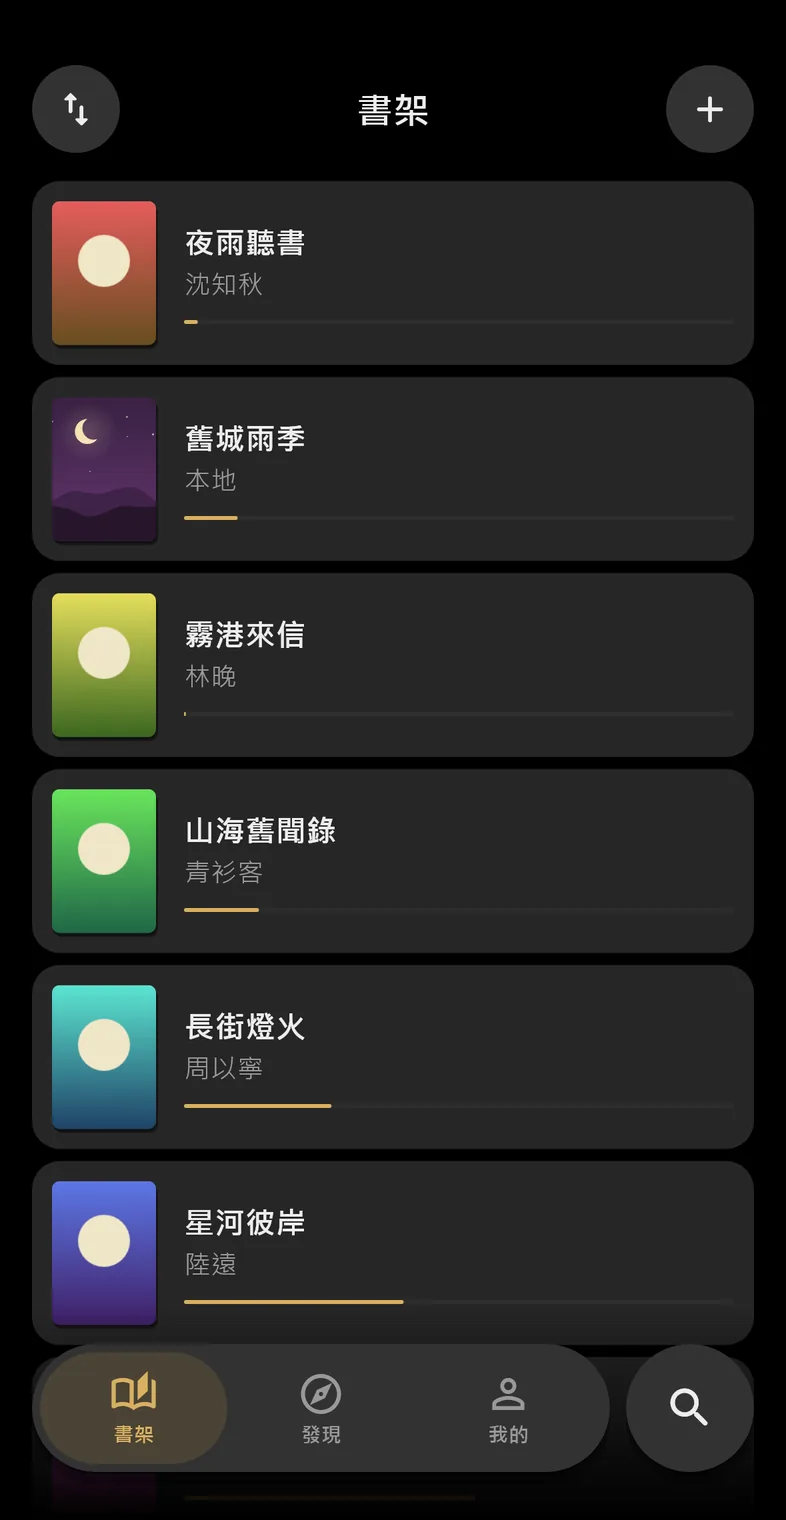 書架
夜雨聽書
沈知秋
舊城雨季
本地
霧港來信
林晚
山海舊聞錄
青衫客
長街燈火
周以寧
星河彼岸
陸遠
書架
發現
我的